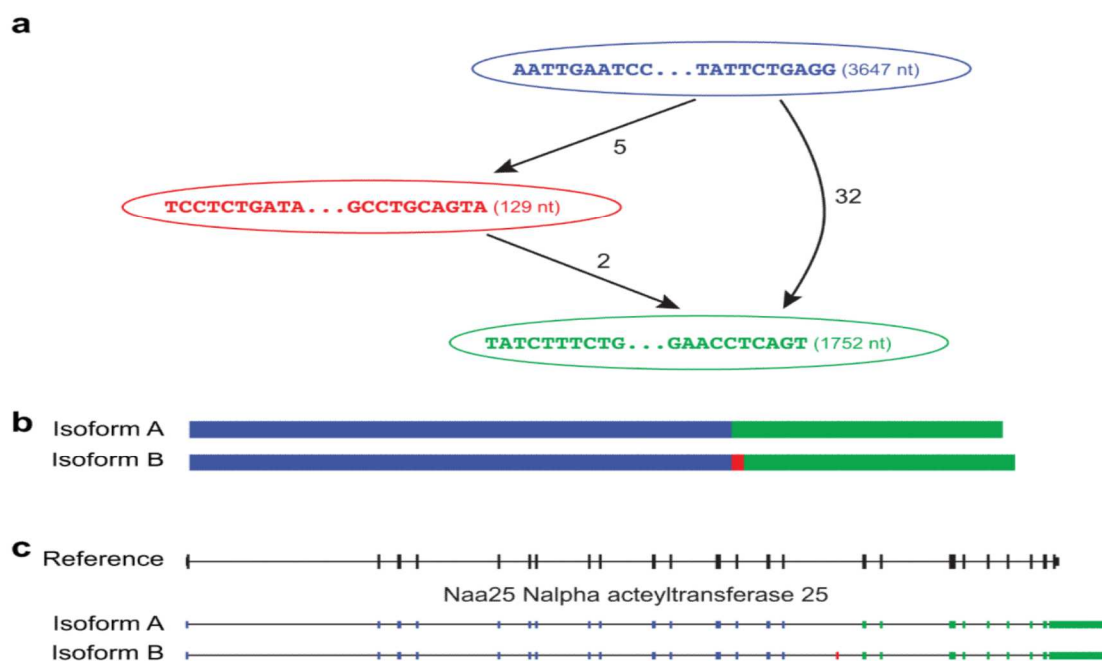 a
AATTGAATCC...TATTCTGAGG (3647 nt)
5
32
TCCTCTGATA...GCCTGCAGTA (129 nt)
2
TATCTTTCTG...GAACCTCAGT (1752 nt)
b
Isoform A
Isoform B
c
Reference
Naa25 Nalpha acteyltransferase 25
Isoform A
Isoform B